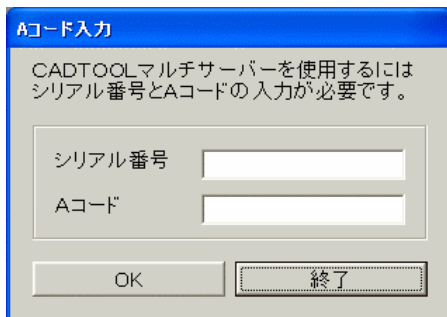 Aコード入力
CADTOOLマルチサーバーを使用するには
シリアル番号とAコードの入力が必要です。
シリアル番号
Aコード
OK
終了